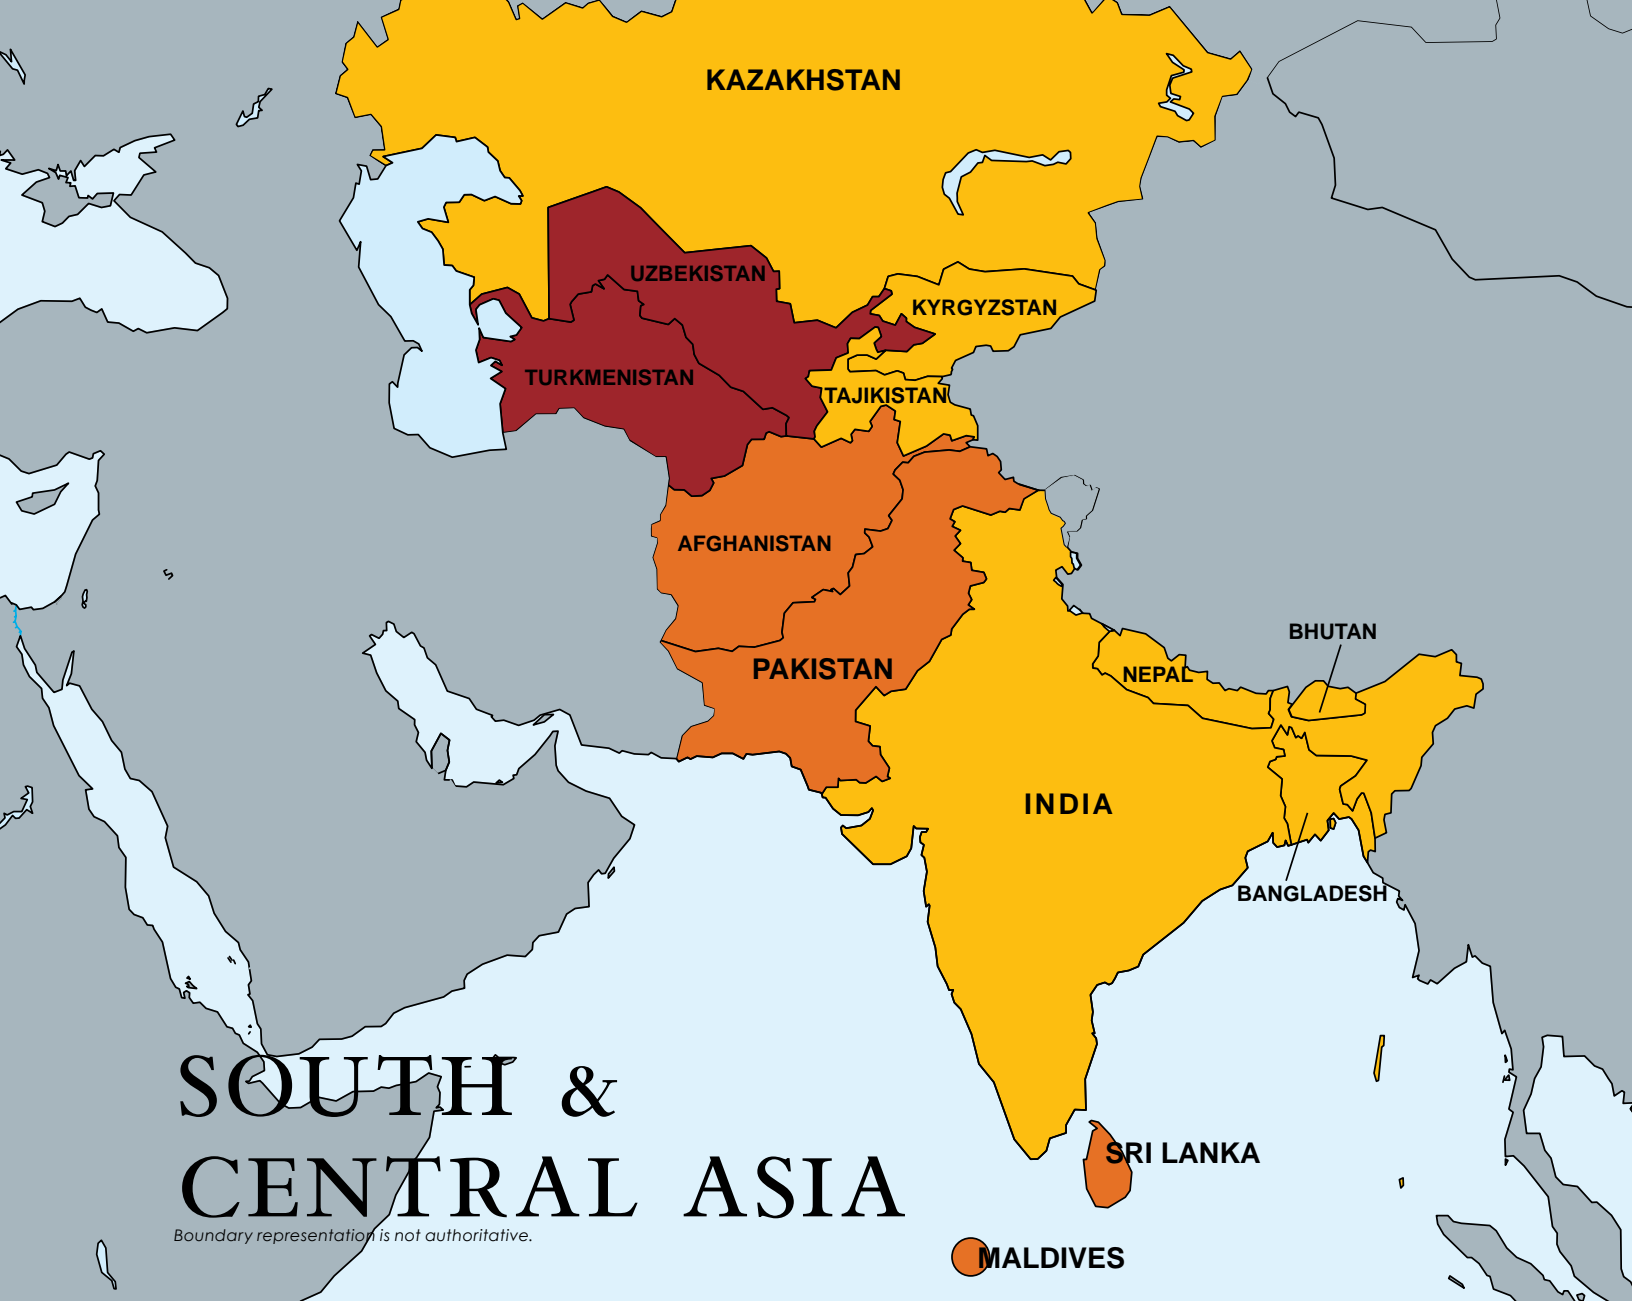 KAZAKHSTAN
UZBEKISTAN
KYRGYZSTAN
TURKMENISTAN
TAJIKISTAN
AFGHANISTAN
BHUTAN
PAKISTAN
NEPAL
INDIA
BANGLADESH
SOUTH &
CENTRAL ASIA
Boundary representation is not authoritative.
SRI LANKA
MALDIVES